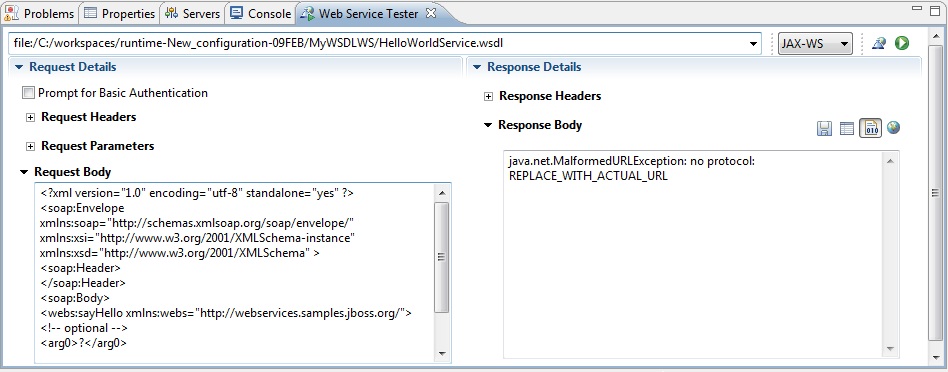 Problems Properties Servers Console Web Service Tester
file:/C:/workspaces/runtime-New_configuration-09FEB/MyWSDLWS/HelloWorldService.wsdl JAX-WS
Request Details
Prompt for Basic Authentication
Request Headers
Request Parameters
Request Body
<?xml version="1.0" encoding="utf-8" standalone="yes" ?>
<soap:Envelope
xmlns:soap="http://schemas.xmlsoap.org/soap/envelope/"
xmlns:xsi="http://www.w3.org/2001/XMLSchema-instance"
xmlns:xsd="http://www.w3.org/2001/XMLSchema" >
<soap:Header>
</soap:Header>
<soap:Body>
<webs:sayHello xmlns:webs="http://webservices.samples.jboss.org/">
<!-- optional -->
<arg0>?</arg0>
Response Details
Response Headers
Response Body
010
java.net.MalformedURLException: no protocol:
REPLACE_WITH_ACTUAL_URL